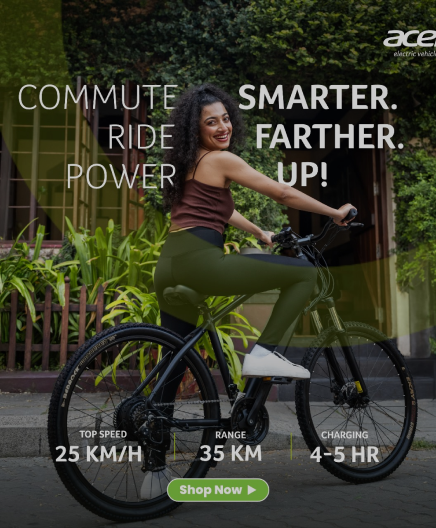 acer
electric vehicles
COMMUTE SMARTER.
RIDE FARTHER.
POWER UP!
TOP SPEED RANGE CHARGING
25 KM/H 35 KM 4-5 HR
Shop Now